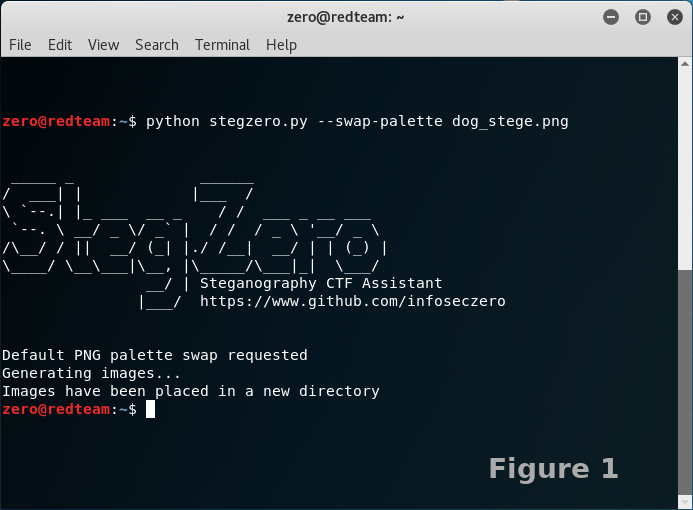 zero@redteam: ~
File Edit View Search Terminal Help
zero@redteam:~$ python stegzero.py --swap-palette dog_stege.png
StegZero
Steganography CTF Assistant
https://www.github.com/infoseczero
Default PNG palette swap requested
Generating images...
Images have been placed in a new directory
zero@redteam:~$
Figure 1